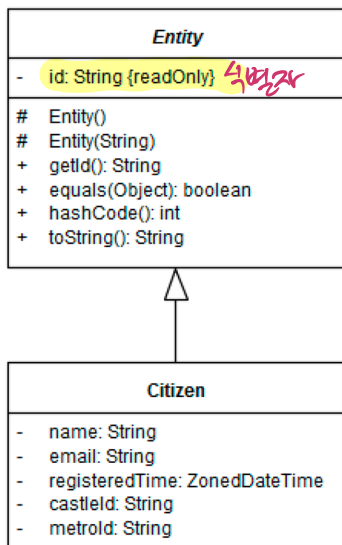 Entity
- id: String {readOnly} 식별자
# Entity()
# Entity(String)
+ getId(): String
+ equals(Object): boolean
+ hashCode(): int
+ toString(): String
Citizen
- name: String
- email: String
- registeredTime: ZonedDateTime
- castleId: String
- metroId: String